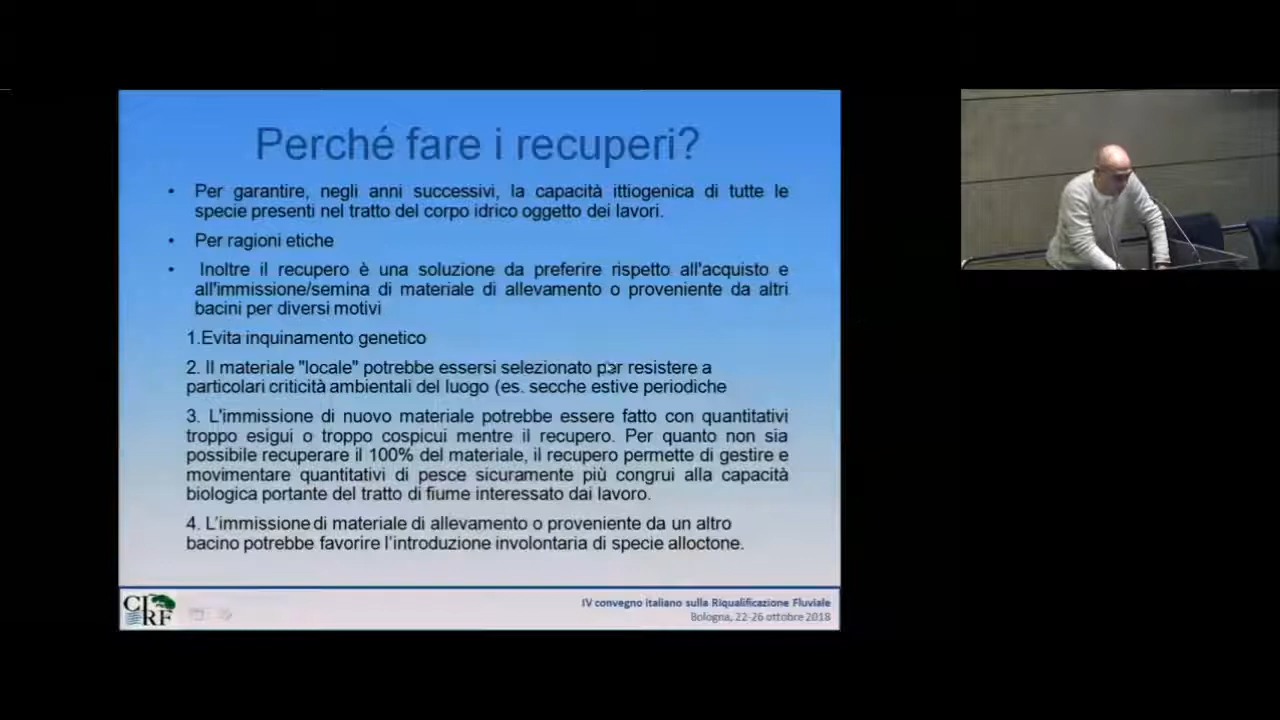 Perché fare i recuperi?
• Per garantire, negli anni successivi, la capacità ittiogenica di tutte le
specie presenti nel tratto del corpo idrico oggetto dei lavori.
• Per ragioni etiche
• Inoltre il recupero è una soluzione da preferire rispetto all'acquisto e
all'immissione/semina di materiale di allevamento o proveniente da altri
bacini per diversi motivi
1.Evita inquinamento genetico
2. Il materiale "locale" potrebbe essersi selezionato per resistere a
particolari criticità ambientali del luogo (es. secche estive periodiche
3. L'immissione di nuovo materiale potrebbe essere fatto con quantitativi
troppo esigui o troppo cospicui mentre il recupero. Per quanto non sia
possibile recuperare il 100% del materiale, il recupero permette di gestire e
movimentare quantitativi di pesce sicuramente più congrui alla capacità
biologica portante del tratto di fiume interessato dai lavoro.
4. L’immissione di materiale di allevamento o proveniente da un altro
bacino potrebbe favorire l’introduzione involontaria di specie alloctone.
CIRF
IV convegno italiano sulla Riqualificazione Fluviale
Bologna, 22-26 ottobre 2018